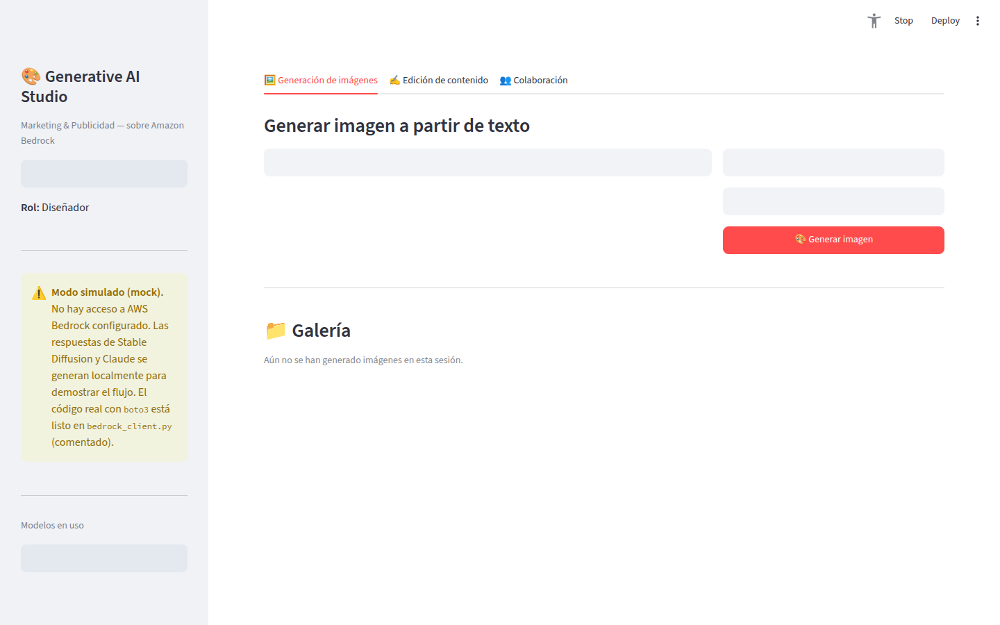 Stop
Deploy
🎨 Generative AI
Studio
Marketing & Publicidad — sobre Amazon
Bedrock
Rol: Diseñador
⚠️ Modo simulado (mock).
No hay acceso a AWS
Bedrock configurado. Las
respuestas de Stable
Diffusion y Claude se
generan localmente para
demostrar el flujo. El
código real con boto3 está
listo en bedrock_client.py
(comentado).
Modelos en uso
🖼️ Generación de imágenes
✍️ Edición de contenido
👥 Colaboración
Generar imagen a partir de texto
🎨 Generar imagen
📁 Galería
Aún no se han generado imágenes en esta sesión.